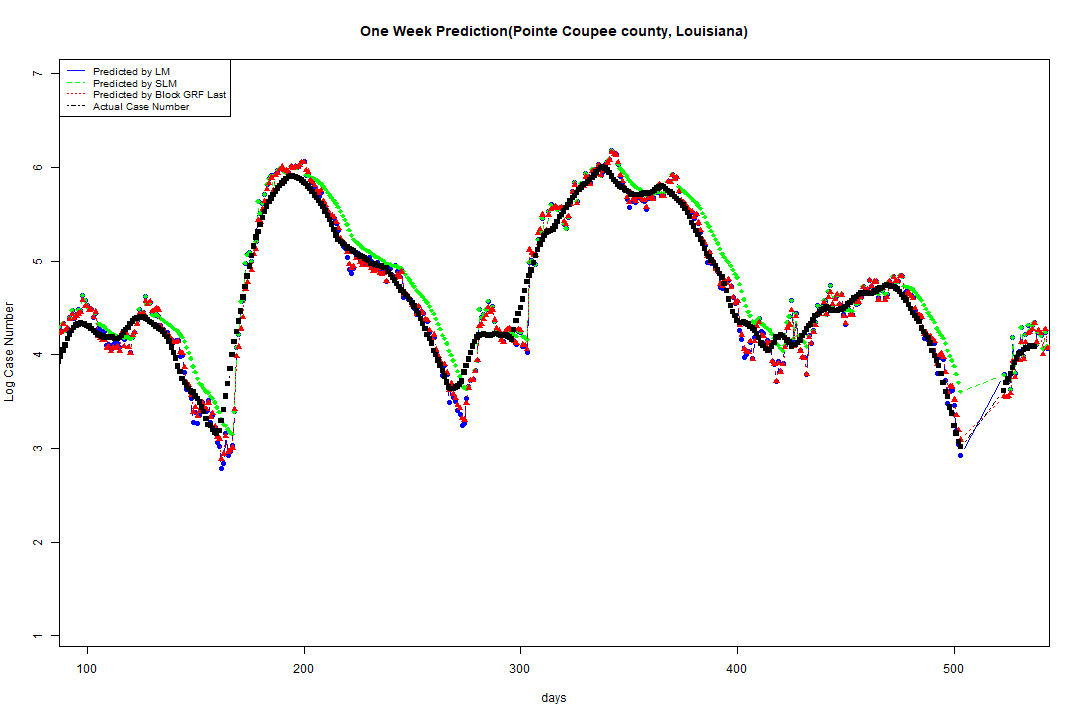 One Week Prediction(Pointe Coupee county, Louisiana)
Predicted by LM
Predicted by SLM
Predicted by Block GRF Last
Actual Case Number
7
6
5
4
3
2
1
Log Case Number
100 200 300 400 500
days